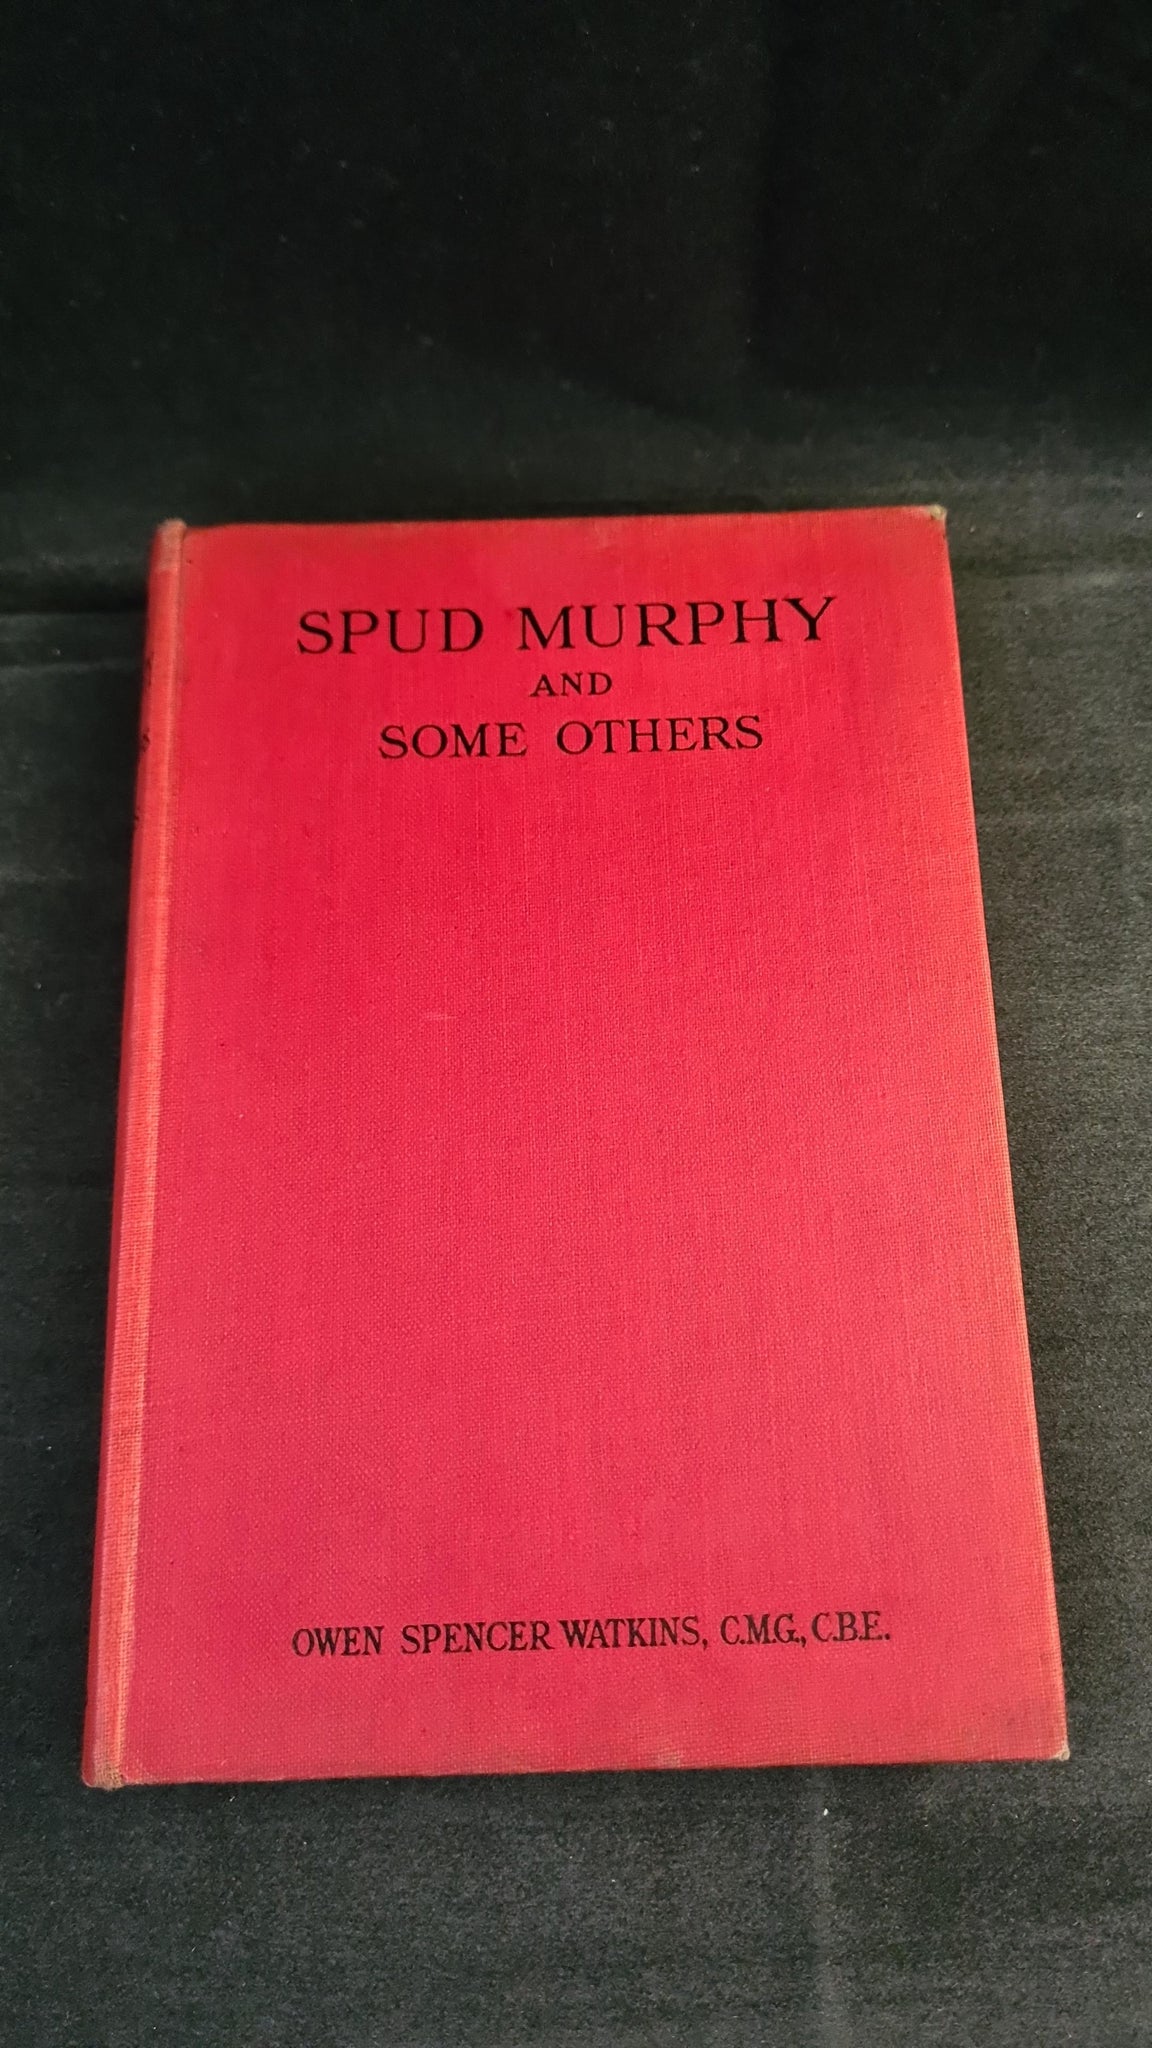 SPUD MURPHY
AND
SOME OTHERS
OWEN SPENCER WATKINS, C.M.G., C.B.E.